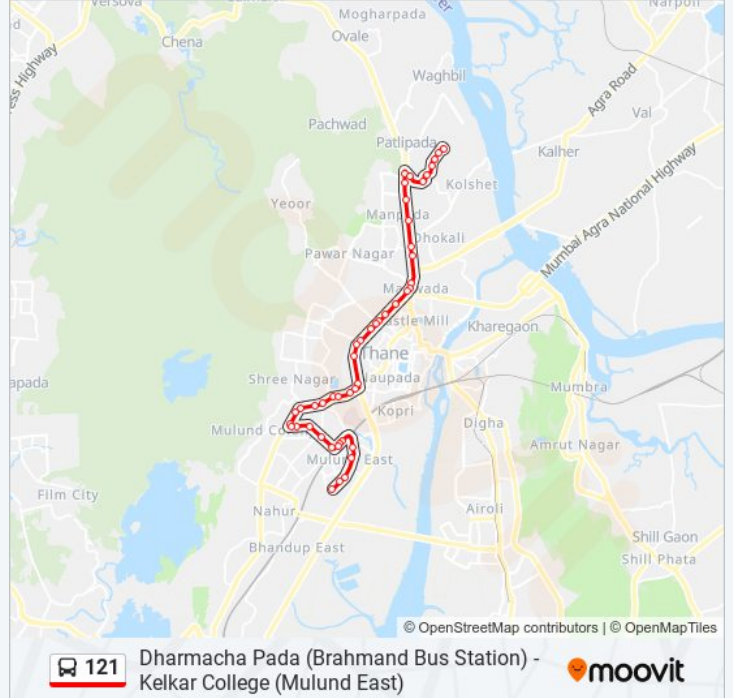 Versova
Mogharpada
Narpoli
Chena
Ovale
Waghbil
Agra Road
Val
Pachwad
Patlipada
Kalher
Kolshet
Yeoor
Manpada
Mumbai Agra National Highway
Dhokali
Pawar Nagar
Castle Mill
Kharegaon
Thane
Shree Nagar
Naupada
Mumbra
Kopri
Digha
Mulund Co
Amrut Nagar
Mulund East
FIlm City
Nahur
Airoli
Shill Gaon
Bhandup East
Shill Phata
© OpenStreetMap contributors | © OpenMapTiles
121
Dharmacha Pada (Brahmand Bus Station) -
Kelkar College (Mulund East)
moovit